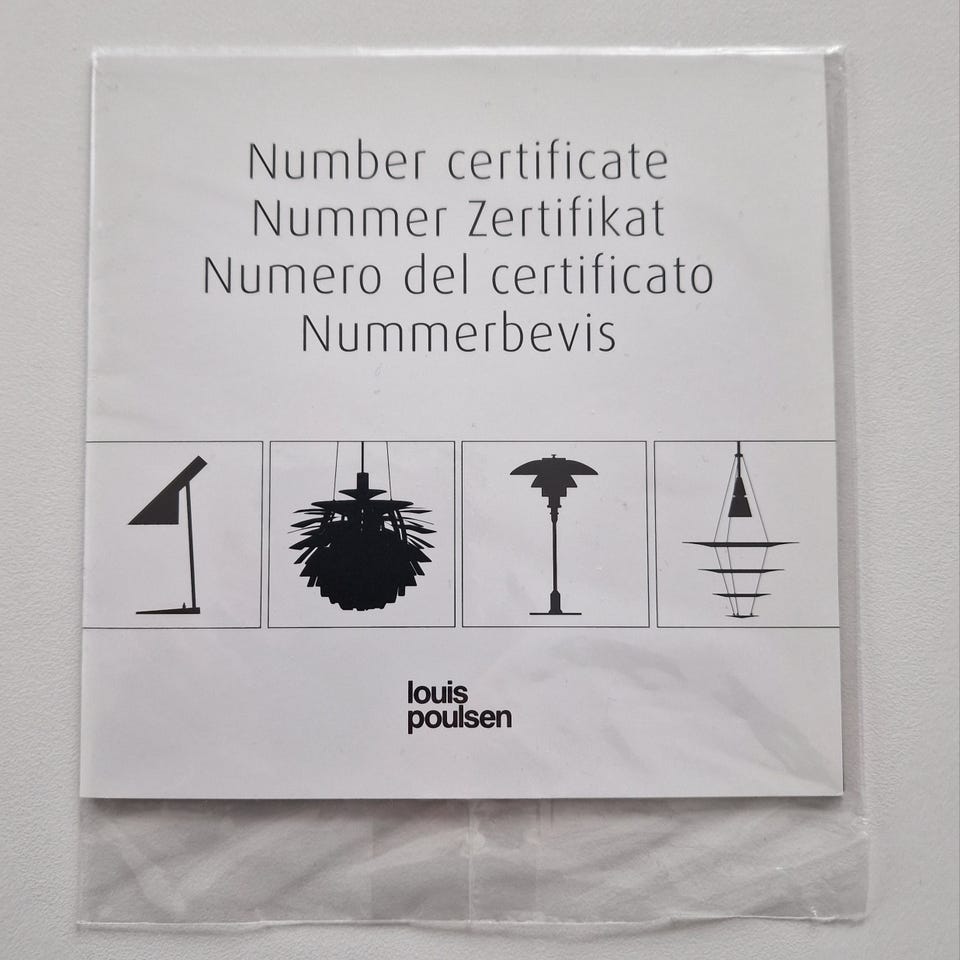 Number certificate
Nummer Zertifikat
Numero del certificato
Nummerbevis
louis
poulsen